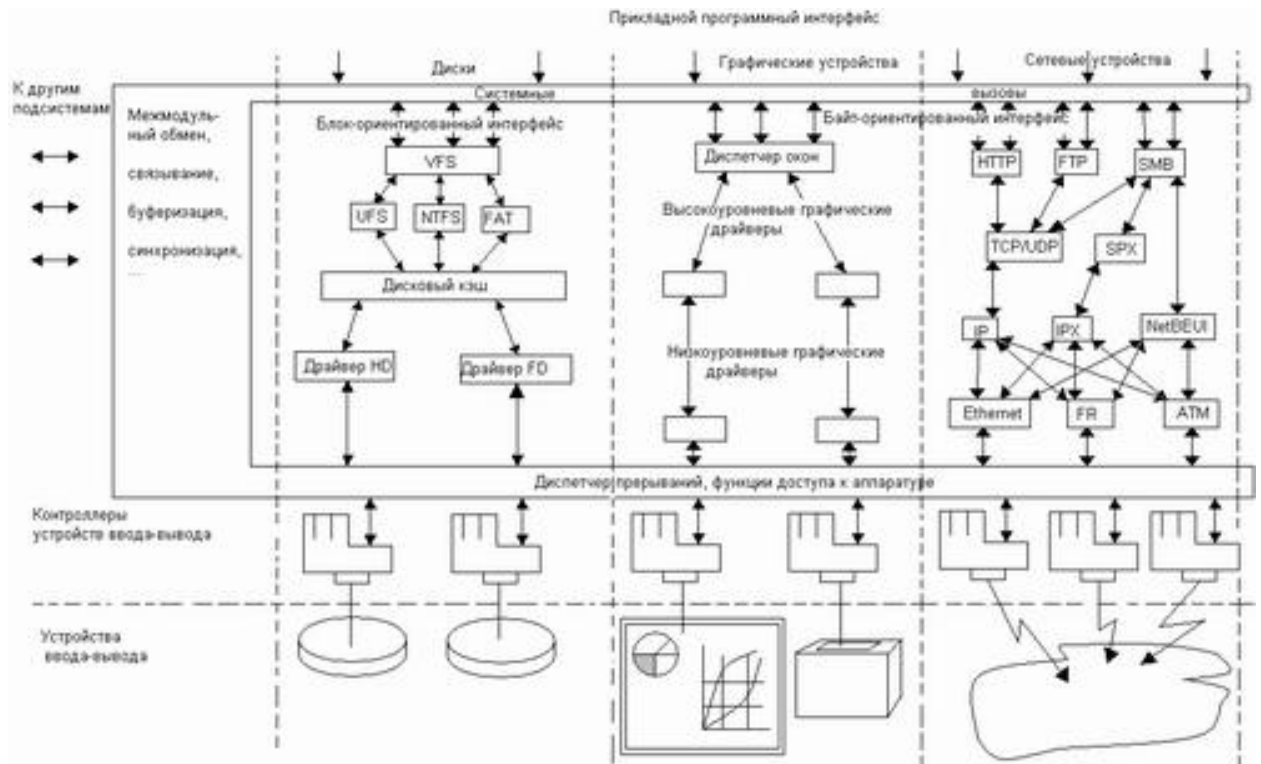 Прикладной программный интерфейс
Диски
Графические устройства
Сетевые устройства
К другим
подсистемам
Системные
вызовы
Межмодуль-
ный обмен,
связывание,
буферизация,
синхронизация,
...
Блок-ориентированный интерфейс
Байт-ориентированный интерфейс
VFS
Диспетчер окон
HTTP
FTP
SMB
UFS
NTFS
FAT
Высокоуровневые графические
драйверы
TCP/UDP
SPX
Дисковый кэш
IP
IPX
NetBEUI
Драйвер HD
Драйвер FD
Низкоуровневые графические
драйверы
Ethernet
FR
ATM
Диспетчер прерываний, функции доступа к аппаратуре
Контроллеры
устройств ввода-вывода
Устройства
ввода-вывода